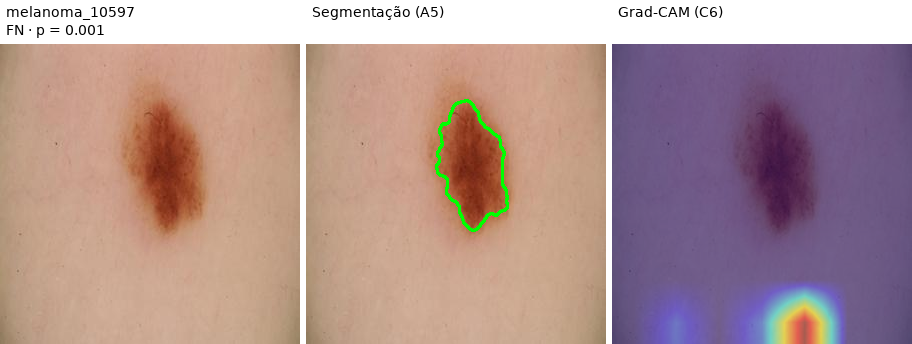 melanoma_10597
FN · p = 0.001
Segmentação (A5)
Grad-CAM (C6)